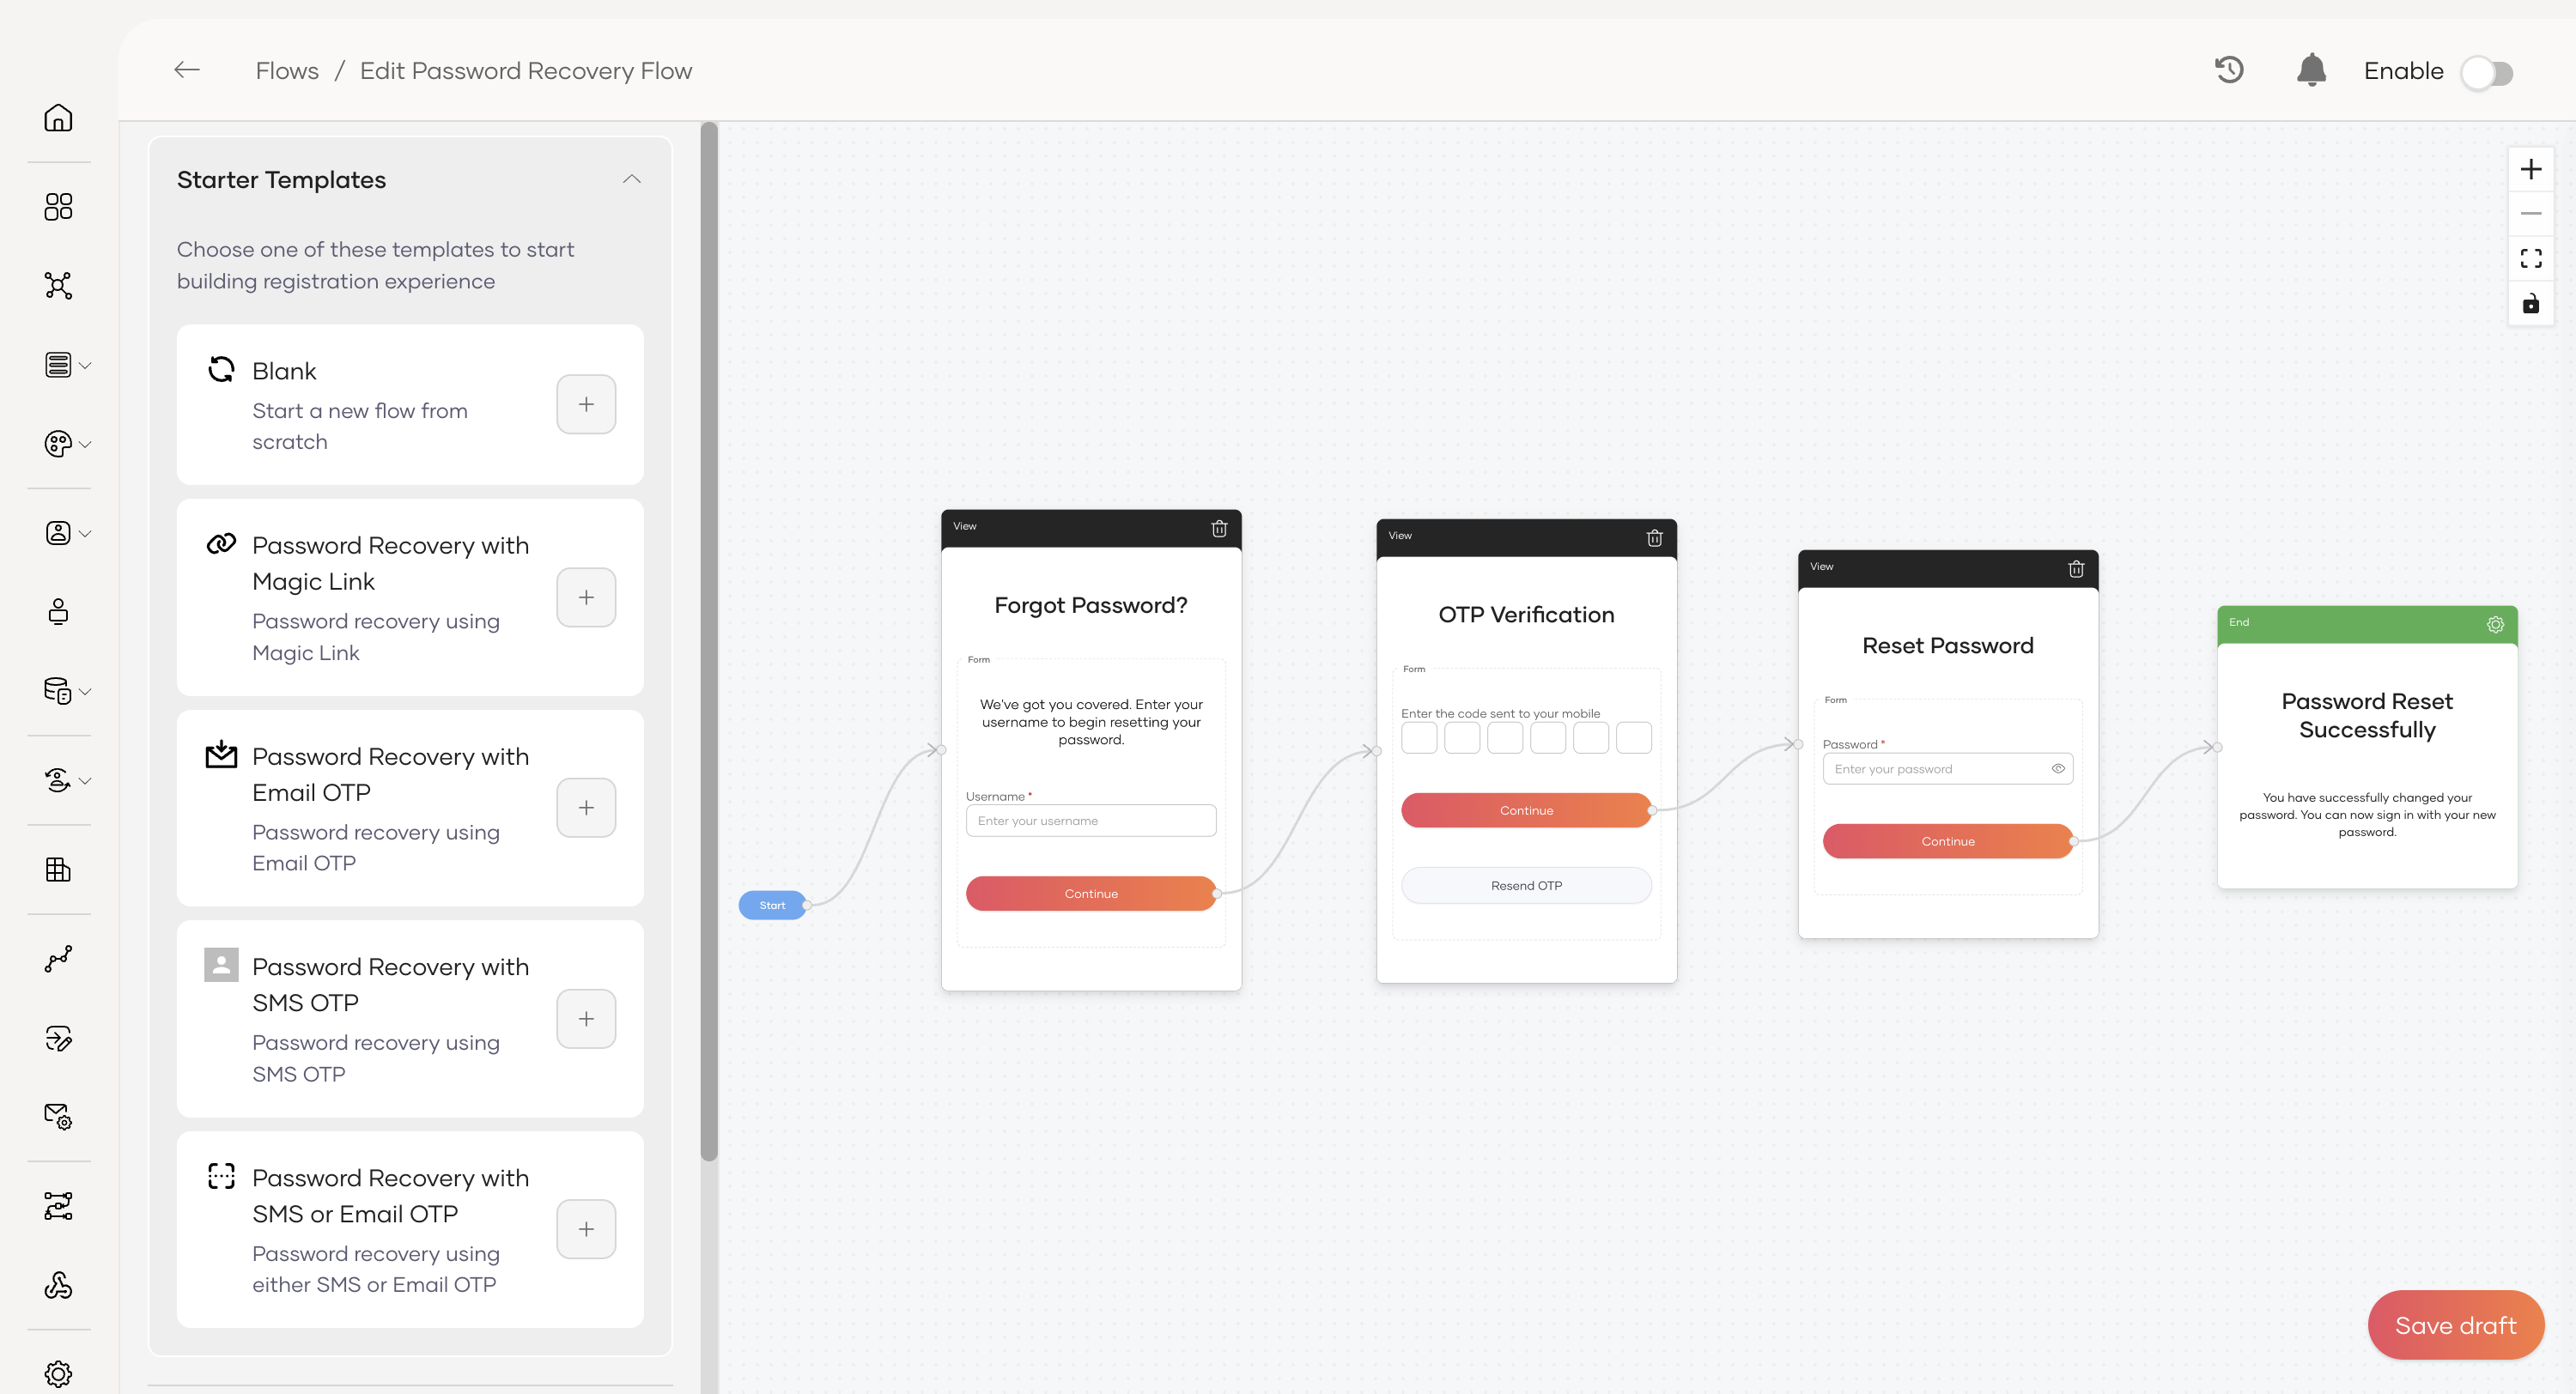 Flows / Edit Password Recovery Flow
Enable
Starter Templates
Choose one of these templates to start
building registration experience
Blank
Start a new flow from
scratch
Password Recovery with
Magic Link
Password recovery using
Magic Link
Password Recovery with
Email OTP
Password recovery using
Email OTP
Password Recovery with
SMS OTP
Password recovery using
SMS OTP
Password Recovery with
SMS or Email OTP
Password recovery using
either SMS or Email OTP
Start
View
Forgot Password?
Form
We've got you covered. Enter your
username to begin resetting your
password.
Username *
Enter your username
Continue
View
OTP Verification
Form
Enter the code sent to your mobile
Continue
Resend OTP
View
Reset Password
Form
Password *
Enter your password
Continue
End
Password Reset
Successfully
You have successfully changed your
password. You can now sign in with your new
password.
Save draft